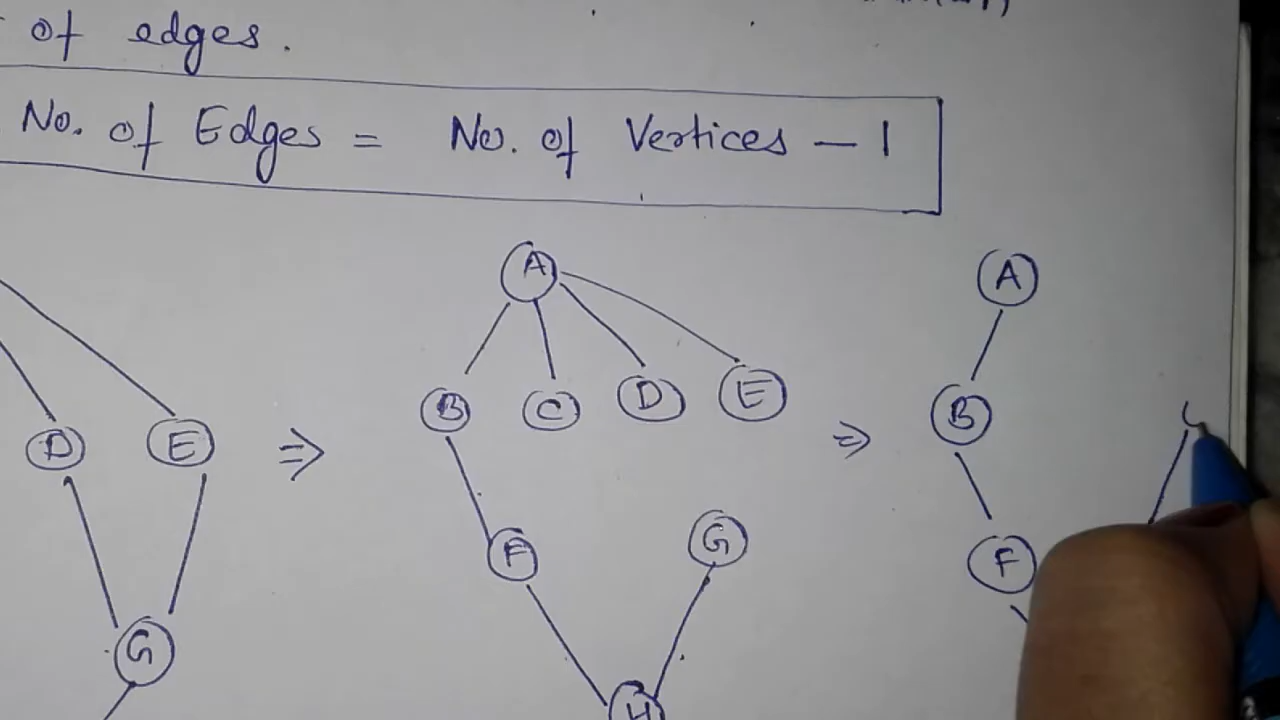 of edges.
No. of Edges = No. of Vertices - 1
A
A
B
C
D
E
B
D
E
⇒
⇒
F
G
F
G
H